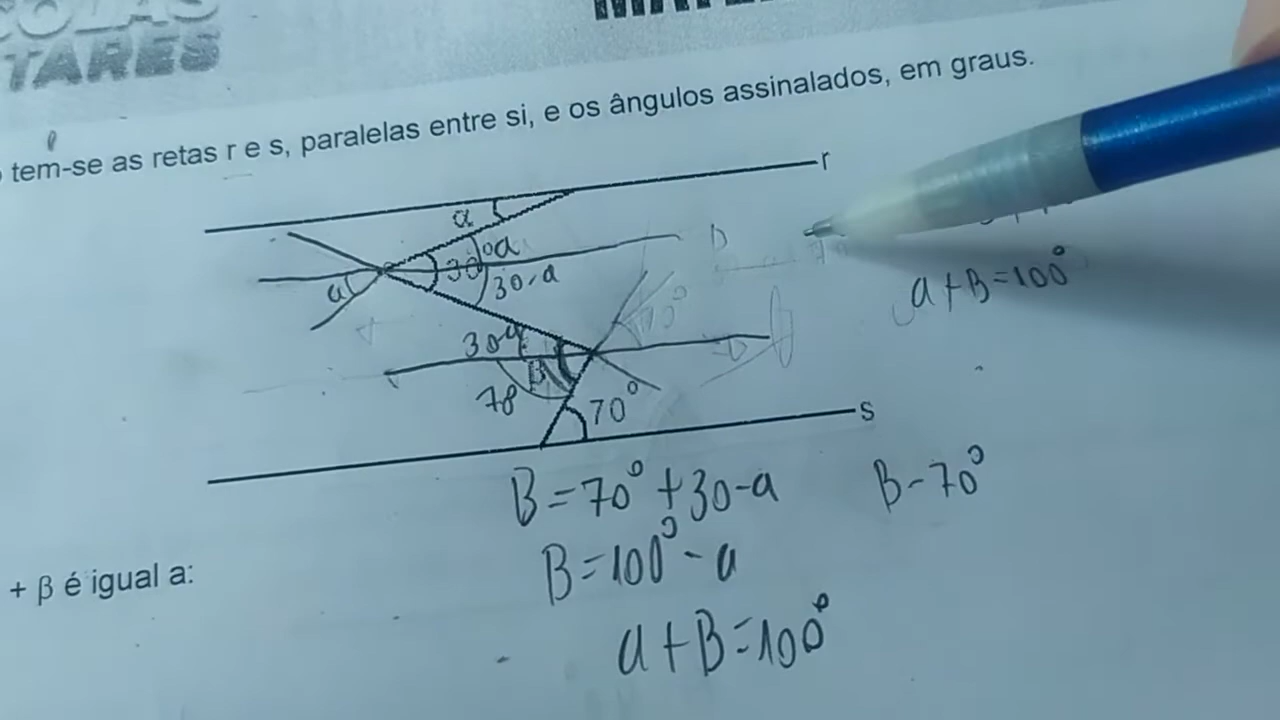 TARES
tem-se as retas r e s, paralelas entre si, e os ângulos assinalados, em graus.
r
α
a
30
30-a
a
a+B=100°
B
78
70°
s
B=70°+30-a
B-70°
B=100°-a
+ β é igual a:
a+B=100°